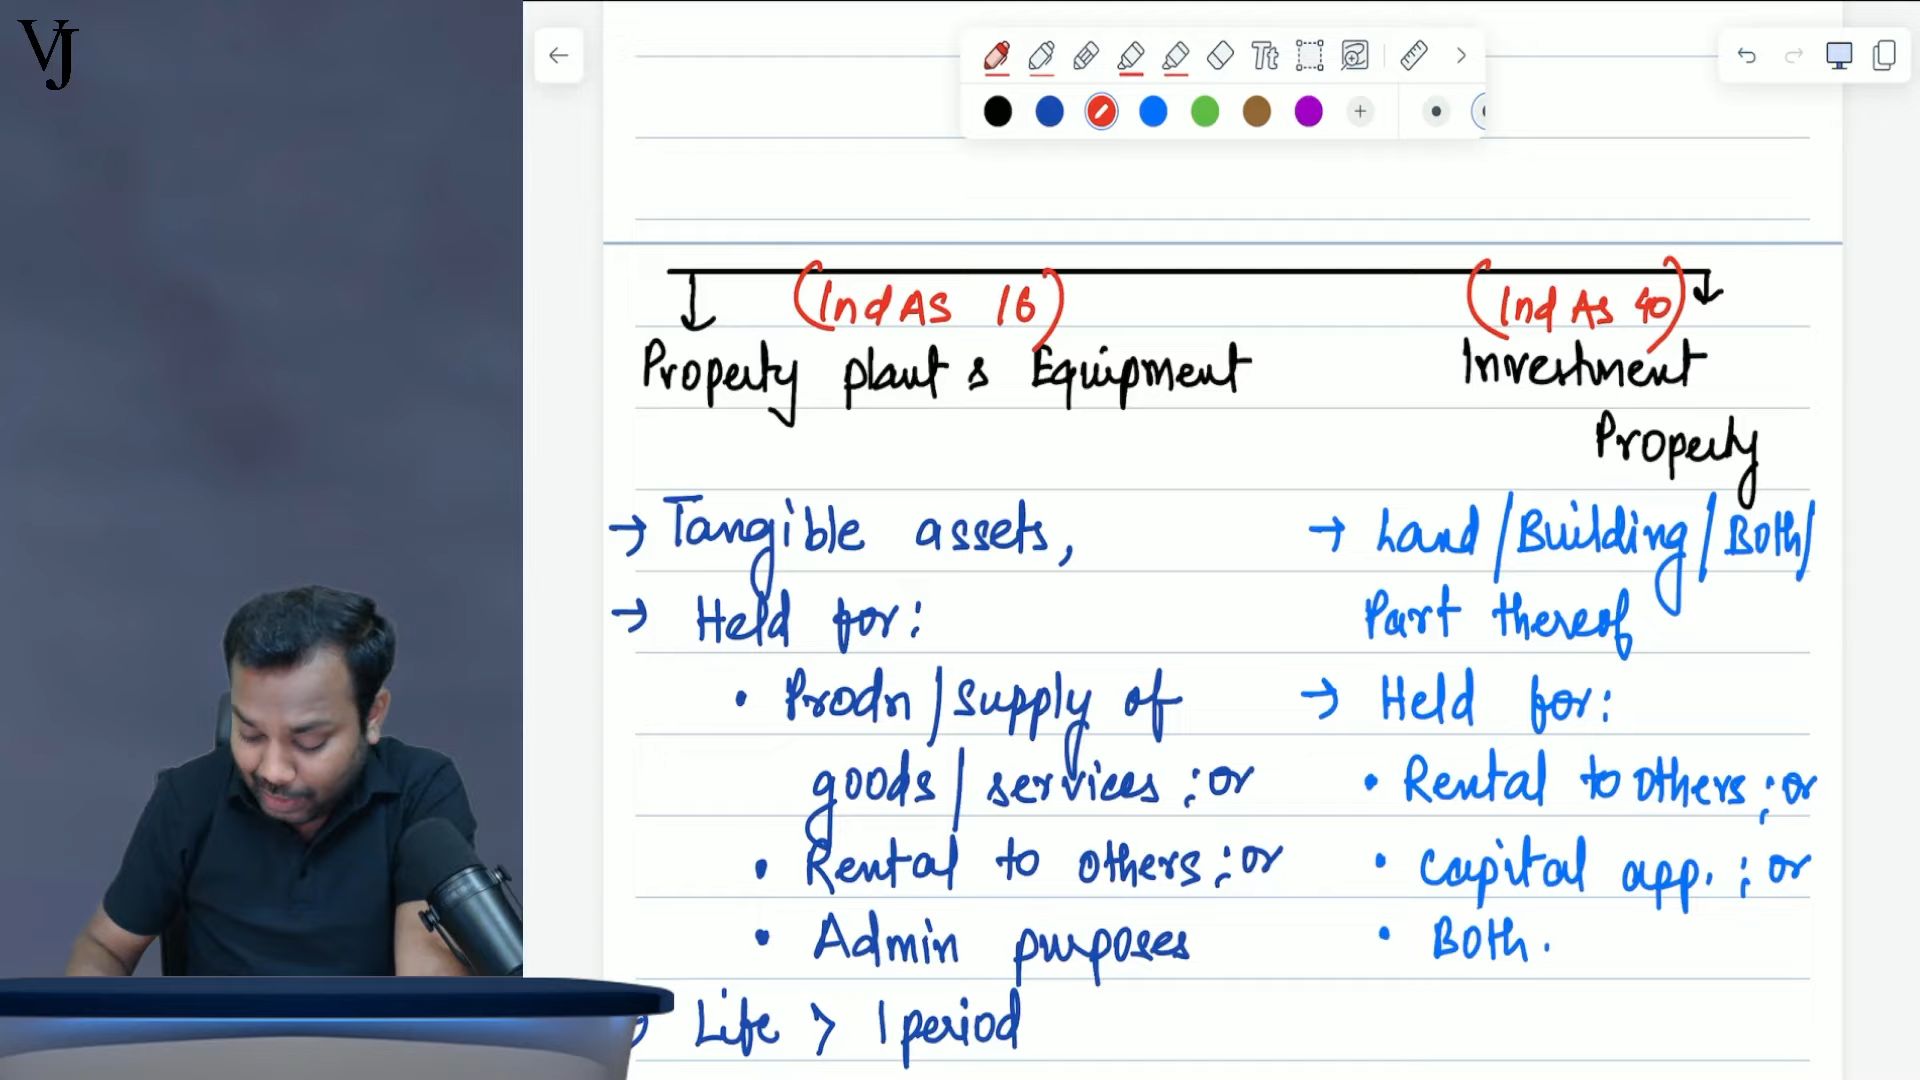 VJ
Tt
(Ind AS 16)
(Ind As 40)
Property plant & Equipment
Investment
Property
→ Tangible assets,
→ Held for:
• Prodn/supply of
goods/services ; or
• Rental to others ; or
• Admin purposes
Life > 1 period
→ Land/Building/Both/
Part thereof
→ Held for:
• Rental to others ; or
• Capital app. ; or
• Both.